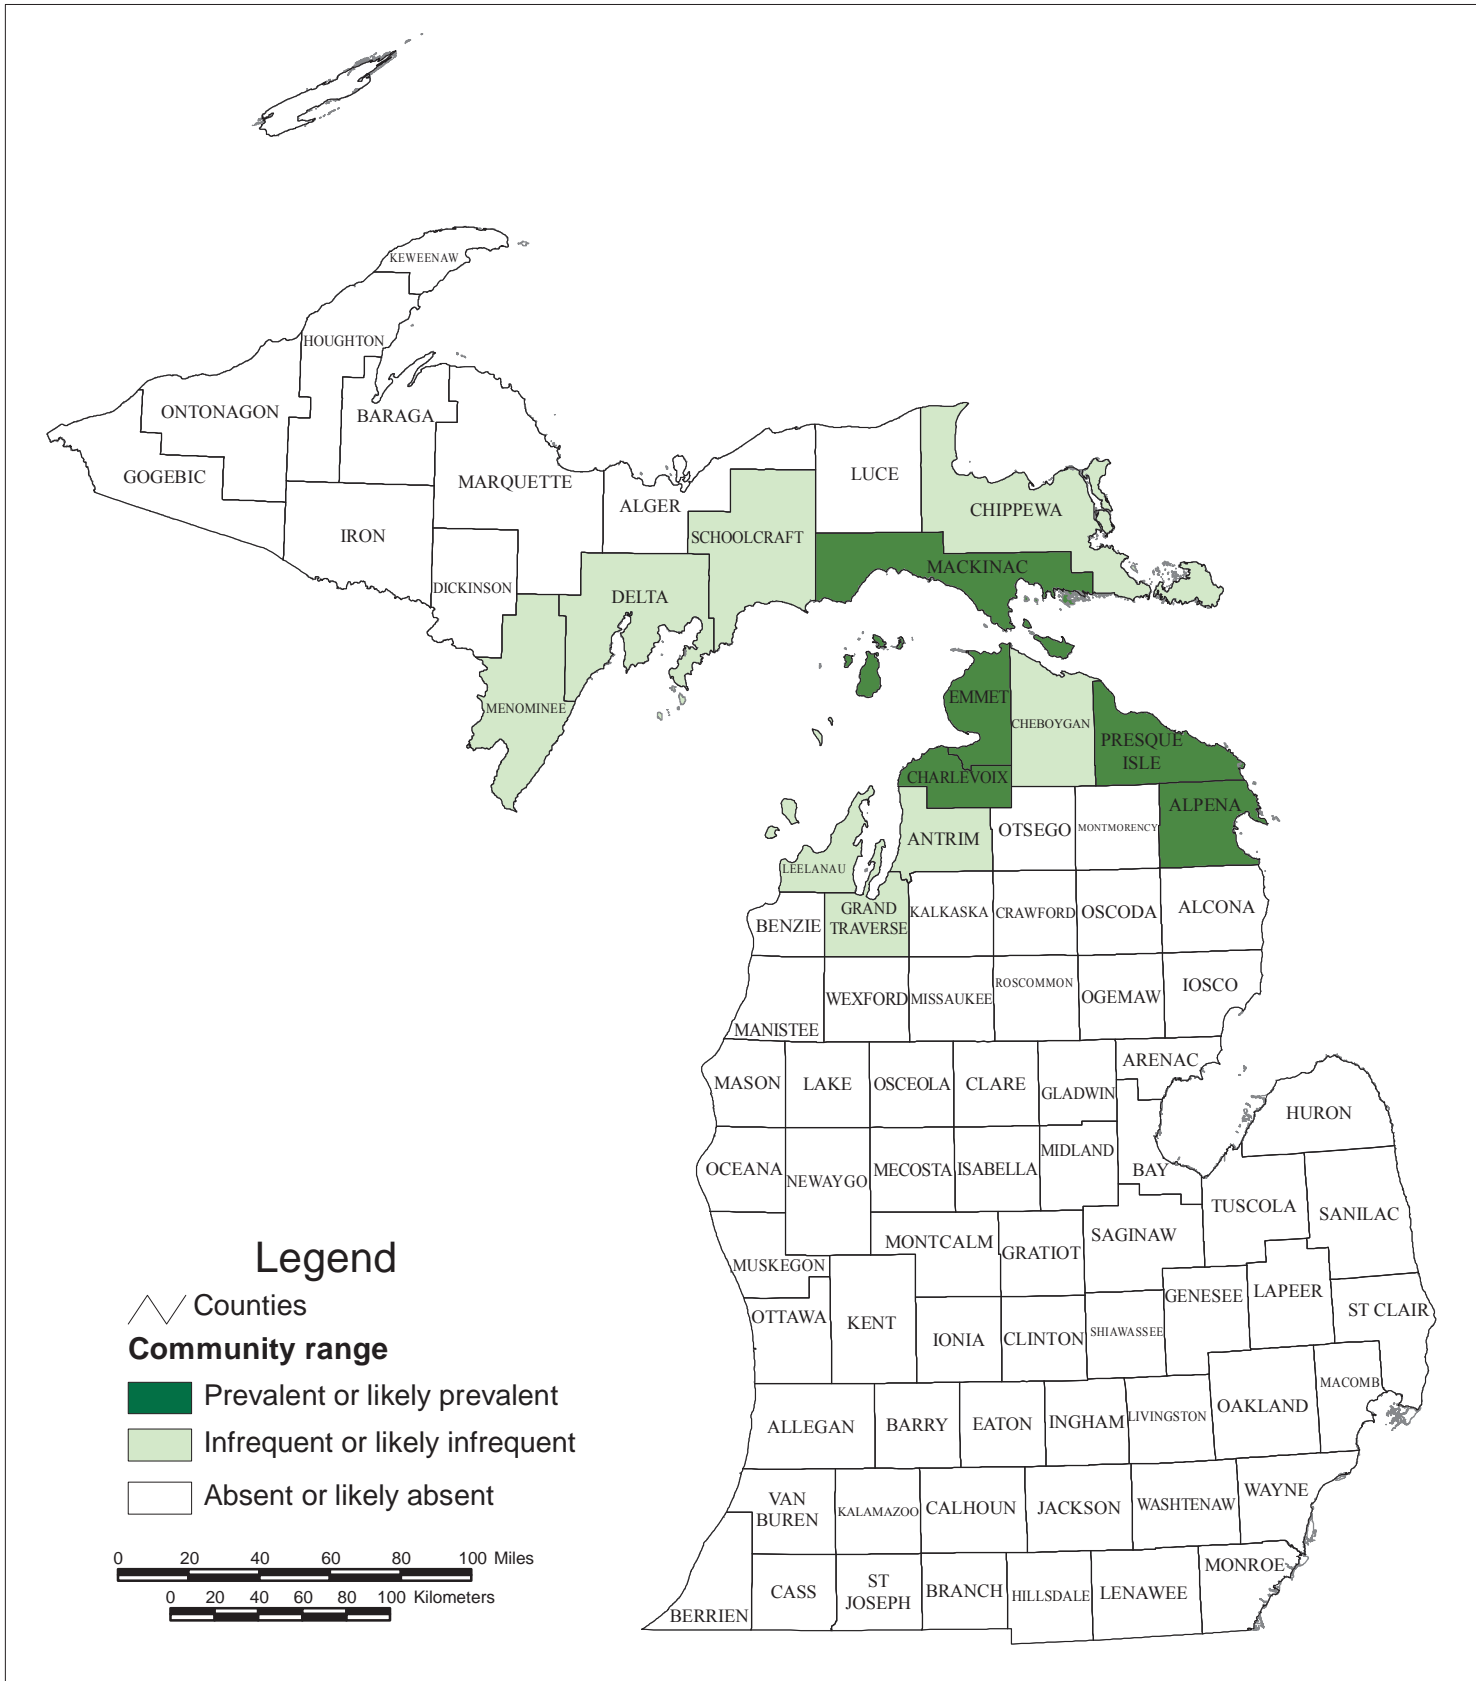 KEWEENAW
HOUGHTON
ONTONAGON
BARAGA
GOGEBIC
MARQUETTE
LUCE
ALGER
CHIPPEWA
IRON
SCHOOLCRAFT
MACKINAC
DICKINSON
DELTA
EMMET
MENOMINEE
CHEBOYGAN
PRESQUE
ISLE
CHARLEVOIX
ALPENA
OTSEGO
MONTMORENCY
ANTRIM
LEELANAU
GRAND
TRAVERSE
BENZIE
KALKASKA
CRAWFORD
OSCODA
ALCONA
MANISTEE
WEXFORD
MISSAUKEE
ROSCOMMON
OGEMAW
IOSCO
ARENAC
MASON
LAKE
OSCEOLA
CLARE
GLADWIN
HURON
OCEANA
NEWAYGO
MECOSTA
ISABELLA
MIDLAND
BAY
TUSCOLA
SANILAC
MUSKEGON
MONTCALM
GRATIOT
SAGINAW
GENESEE
LAPEER
ST CLAIR
OTTAWA
KENT
IONIA
CLINTON
SHIAWASSEE
ALLEGAN
BARRY
EATON
INGHAM
LIVINGSTON
OAKLAND
MACOMB
VAN
BUREN
KALAMAZOO
CALHOUN
JACKSON
WASHTENAW
WAYNE
BERRIEN
CASS
ST
JOSEPH
BRANCH
HILLSDALE
LENAWEE
MONROE
Legend
Counties
Community range
Prevalent or likely prevalent
Infrequent or likely infrequent
Absent or likely absent
0 20 40 60 80 100 Miles
0 20 40 60 80 100 Kilometers